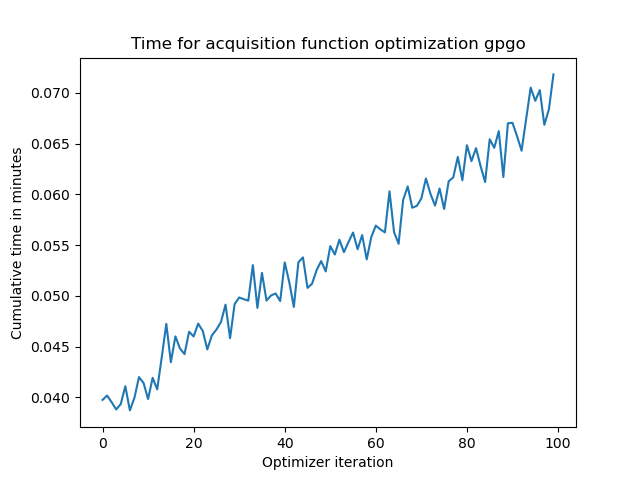 Time for acquisition function optimization gpgo
0.070
0.065
0.060
0.055
0.050
0.045
0.040
Cumulative time in minutes
0 20 40 60 80 100
Optimizer iteration